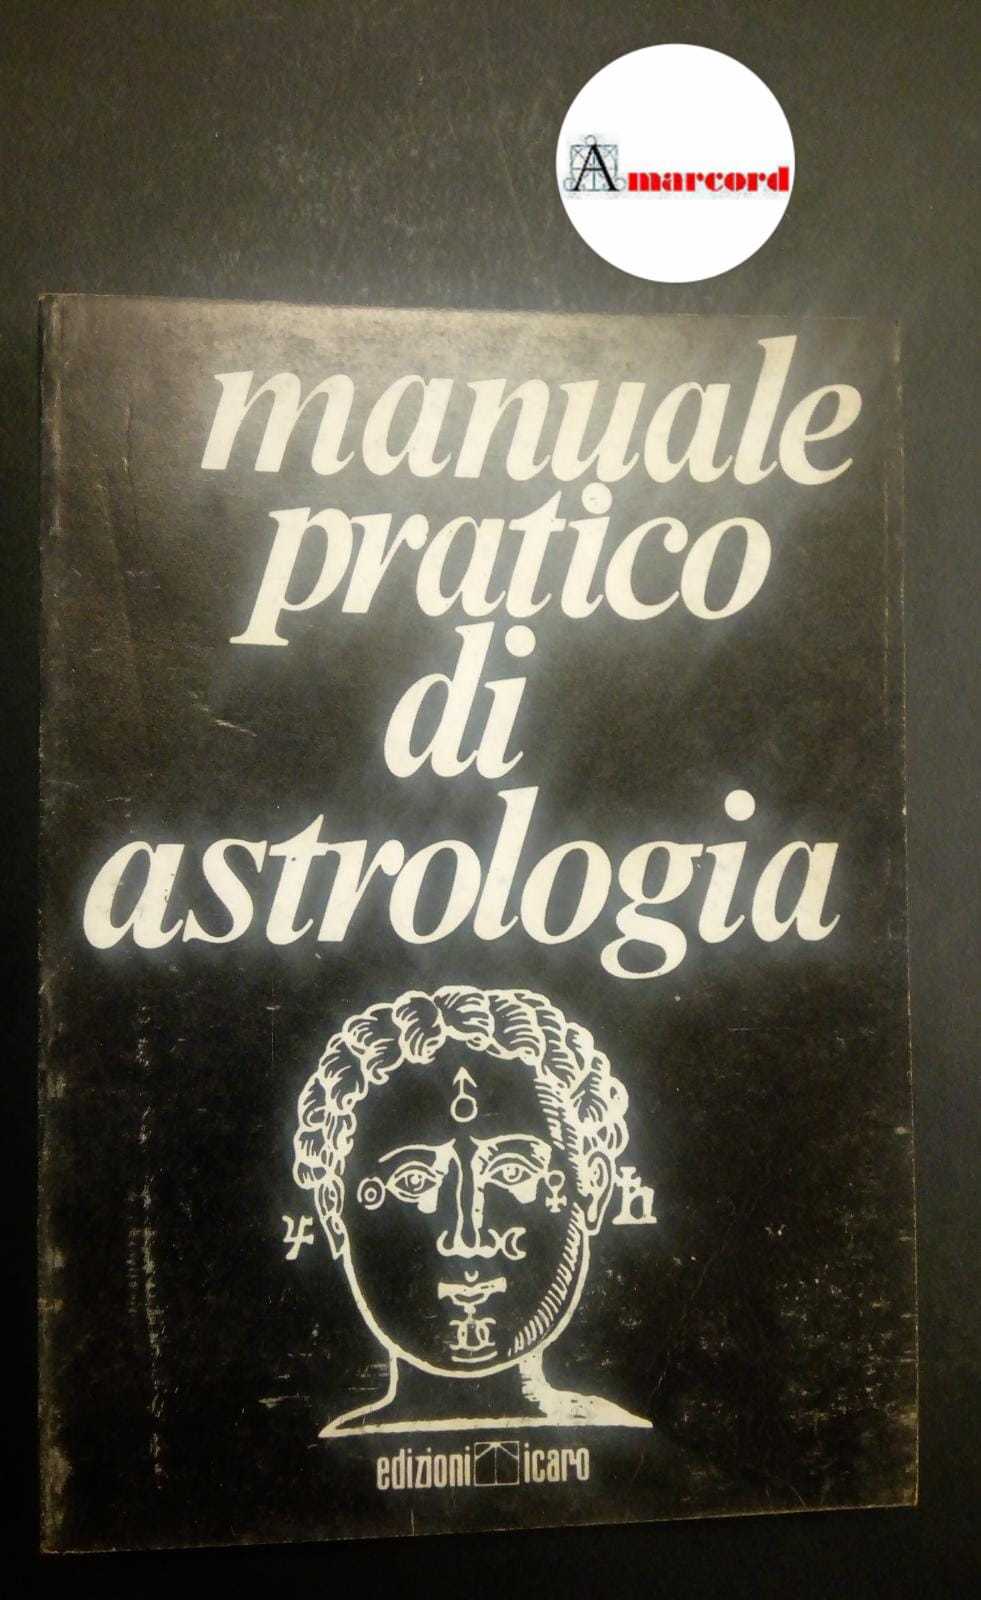 Amarcord
manuale
pratico
di
astrologia
♂
♃
♄
edizioni icaro